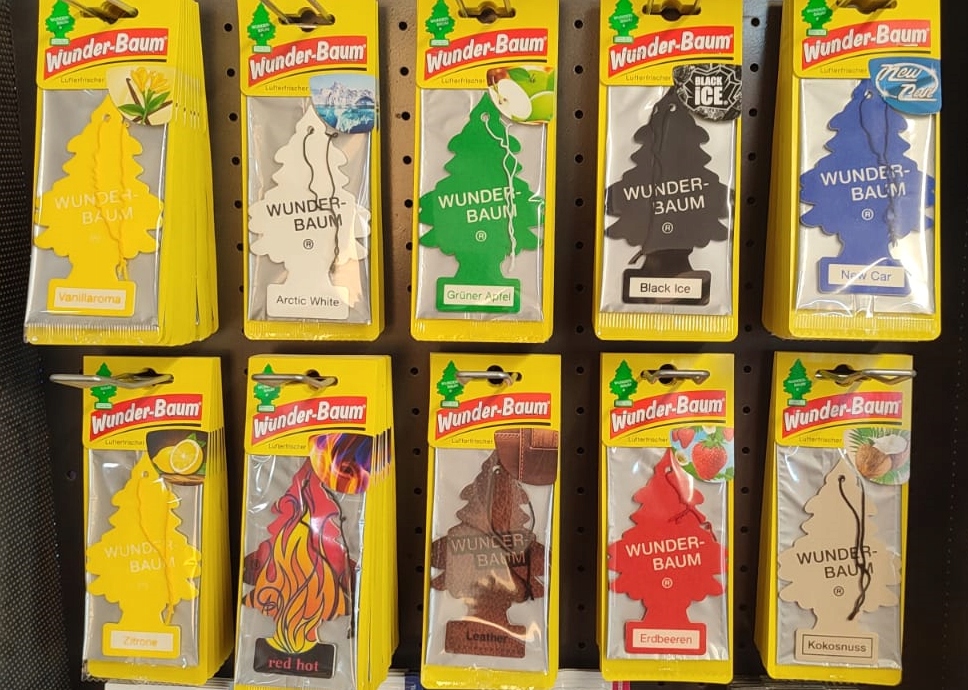 Wunder-Baum
Lufterfrischer
WUNDER-
BAUM
Vanillaroma
Wunder-Baum
Lufterfrischer
WUNDER-
BAUM
®
Arctic White
Wunder-Baum
Lufterfrischer
WUNDER-
BAUM
®
Grüner Apfel
Wunder-Baum
Lufterfrischer
BLACK
ICE
WUNDER-
BAUM
®
Black Ice
Wunder-Baum
Lufterfrischer
New
Car
WUNDER-
BAUM
®
New Car
Wunder-Baum
Lufterfrischer
WUNDER-
BAUM
Zitrone
Wunder-Baum
Lufterfrischer
red hot
Wunder-Baum
Lufterfrischer
WUNDER-
BAUM
Leather
Wunder-Baum
Lufterfrischer
WUNDER-
BAUM
®
Erdbeeren
Wunder-Baum
Lufterfrischer
WUNDER-
BAUM
®
Kokosnuss